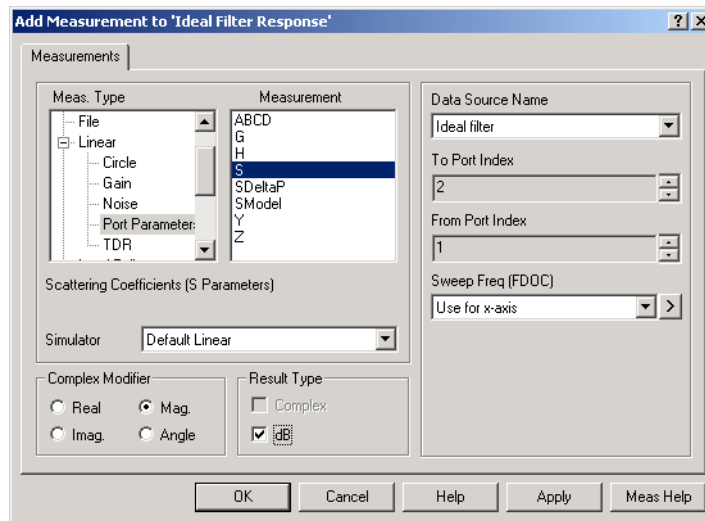 Add Measurement to 'Ideal Filter Response'
Measurements
Meas. Type
File
Linear
Circle
Gain
Noise
Port Parameter
TDR
Measurement
ABCD
G
H
S
SDeltaP
SModel
Y
Z
Scattering Coefficients (S Parameters)
Simulator
Default Linear
Complex Modifier
Real
Mag.
Imag.
Angle
Result Type
Complex
dB
Data Source Name
Ideal filter
To Port Index
2
From Port Index
1
Sweep Freq (FDOC)
Use for x-axis
>
OK
Cancel
Help
Apply
Meas Help